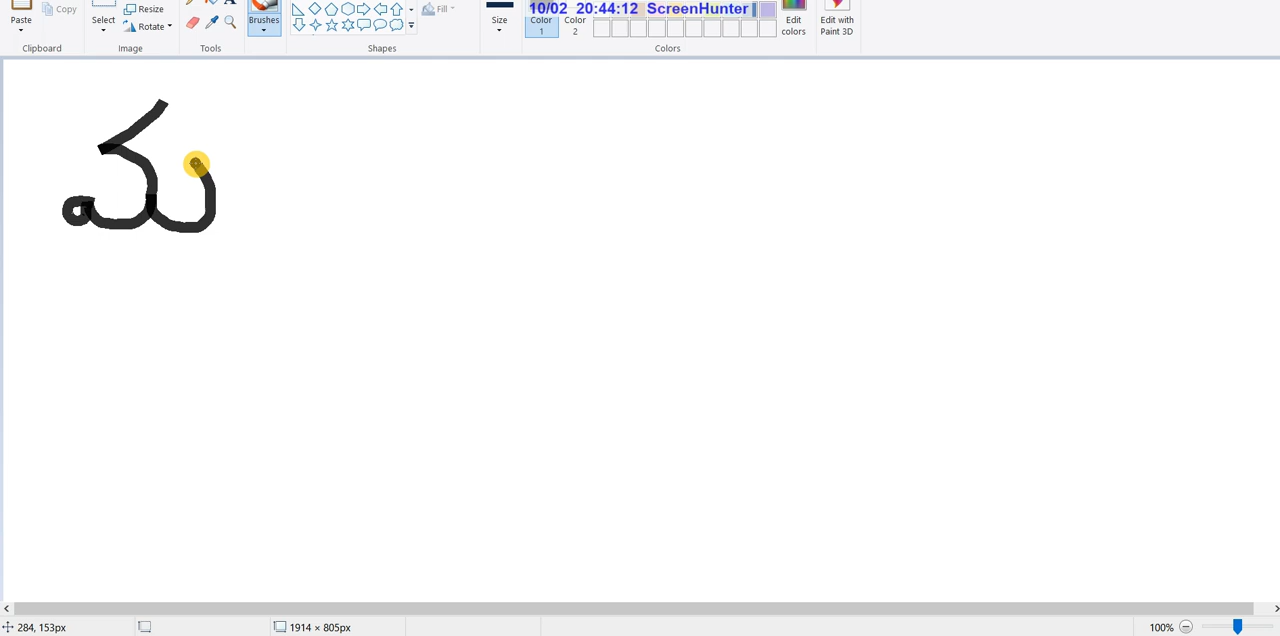 Copy Resize Fill 10/02 20:44:12 ScreenHunter
Paste Select Rotate Brushes Size Color 1 Color 2 Edit colors Edit with Paint 3D
Clipboard Image Tools Shapes Colors
284, 153px 1914 × 805px 100%